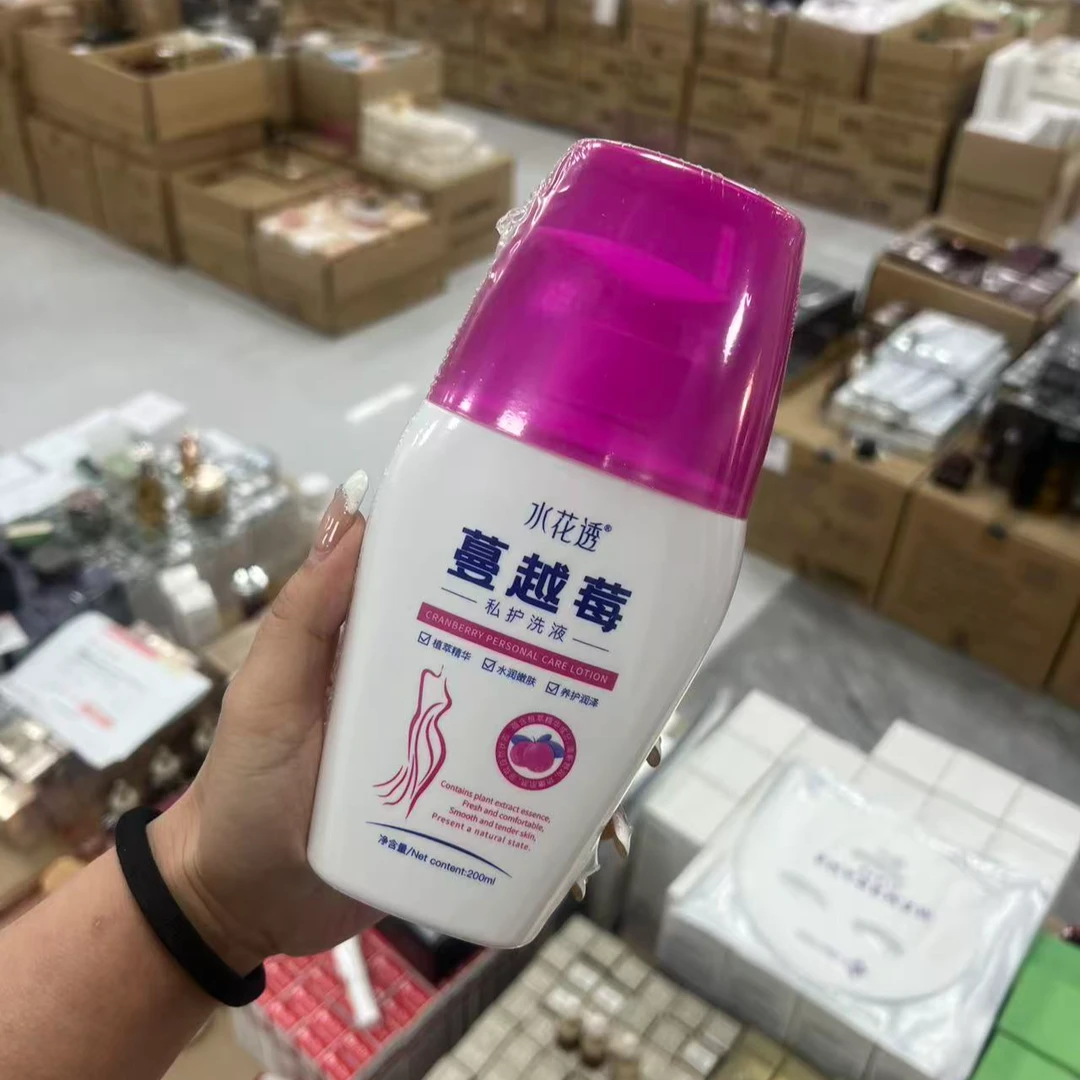 水花透®
蔓越莓
私护洗液
CRANBERRY PERSONAL CARE LOTION
植萃精华 水润嫩肤 养护润泽
Contains plant extract essence,
Fresh and comfortable,
Smooth and tender skin,
Present a natural state.
净含量/Net content:200ml